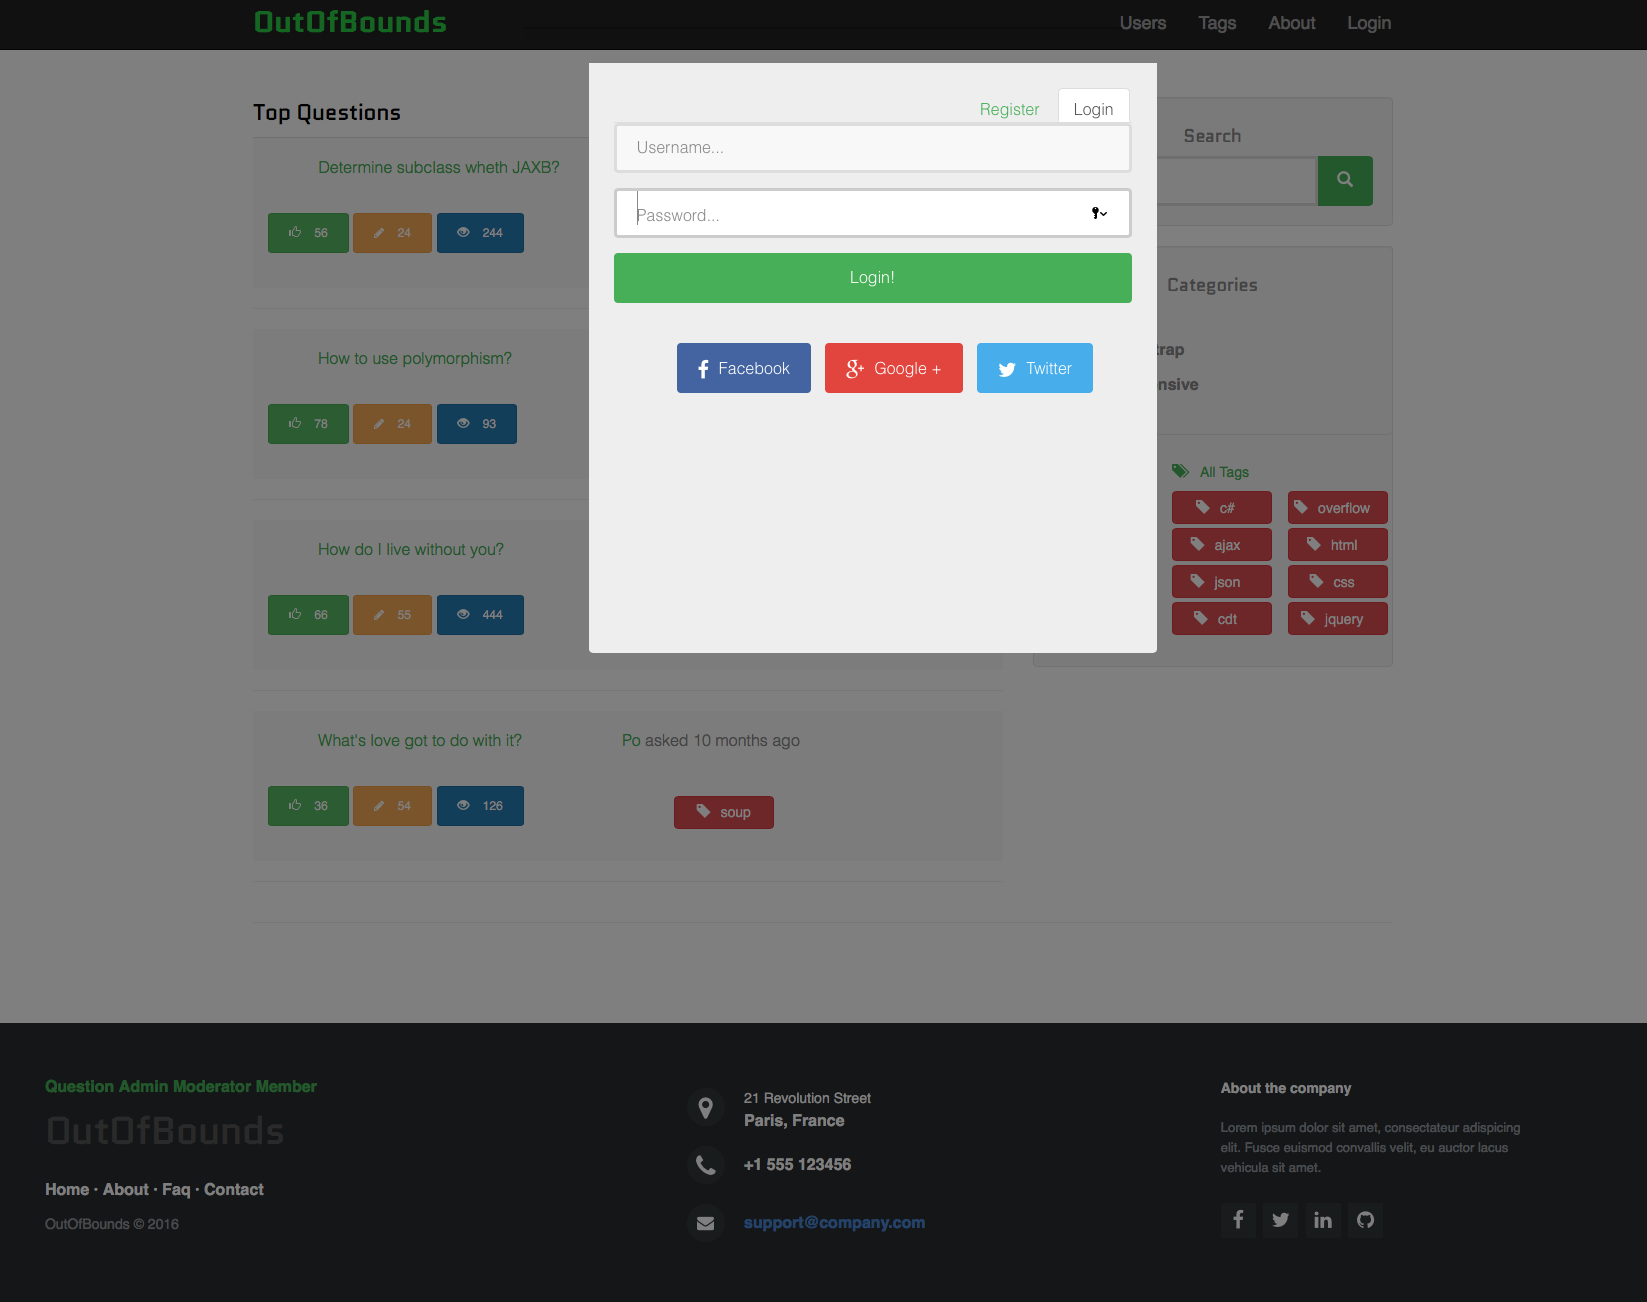 OutOfBounds
Users Tags About Login
Top Questions
Determine subclass wheth JAXB?
56 24 244
How to use polymorphism?
78 24 93
How do I live without you?
66 55 444
What's love got to do with it?
Po asked 10 months ago
36 54 126
soup
Register Login
Username...
Password...
Login!
Facebook Google + Twitter
Search
Categories
trap
nsive
All Tags
c# overflow
ajax html
json css
cdt jquery
Question Admin Moderator Member
OutOfBounds
Home · About · Faq · Contact
OutOfBounds © 2016
21 Revolution Street
Paris, France
+1 555 123456
support@company.com
About the company
Lorem ipsum dolor sit amet, consectateur adispicing
elit. Fusce euismod convallis velit, eu auctor lacus
vehicula sit amet.